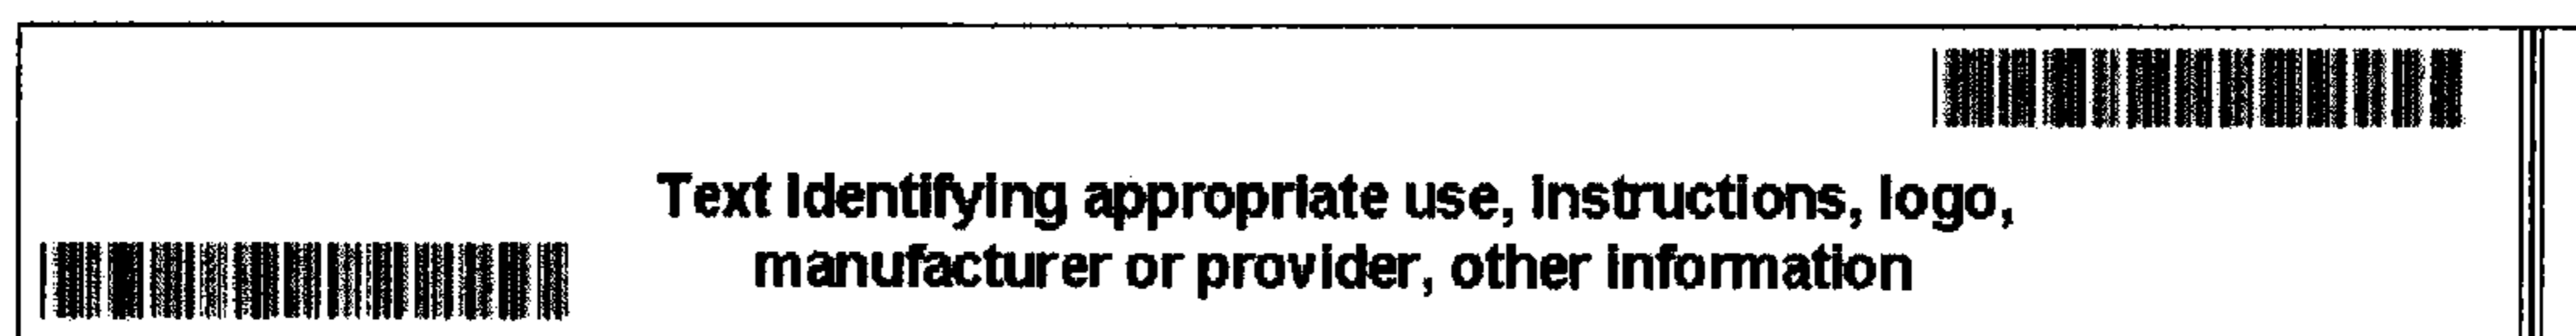 Text identifying appropriate use, instructions, logo,
manufacturer or provider, other information